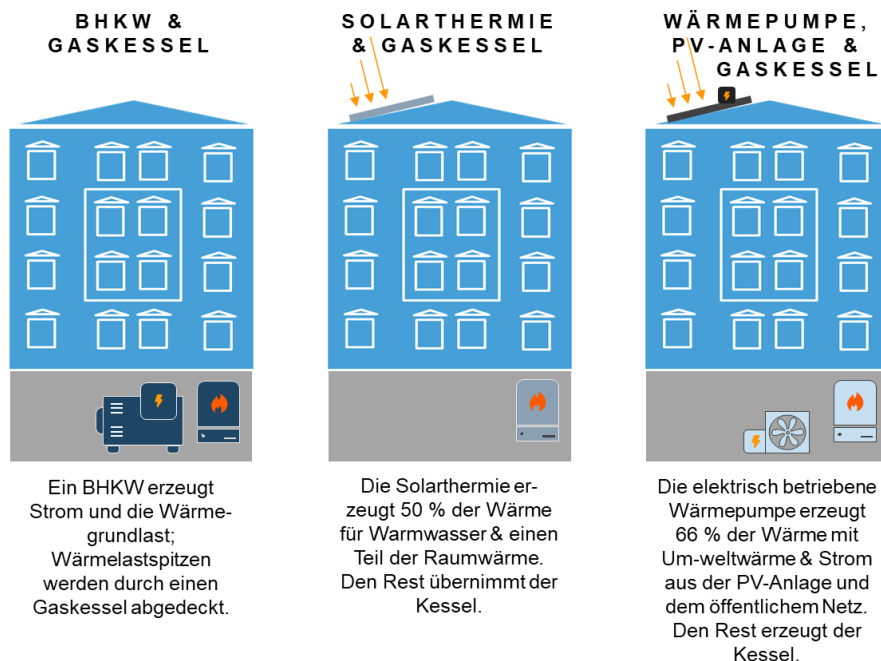 BHKW &
GASKESSEL
Ein BHKW erzeugt
Strom und die Wärme-
grundlast;
Wärmelastspitzen
werden durch einen
Gaskessel abgedeckt.
SOLARTHERMIE
& GASKESSEL
Die Solarthermie er-
zeugt 50 % der Wärme
für Warmwasser & einen
Teil der Raumwärme.
Den Rest übernimmt der
Kessel.
WÄRMEPUMPE,
PV-ANLAGE &
GASKESSEL
Die elektrisch betriebene
Wärmepumpe erzeugt
66 % der Wärme mit
Um-weltwärme & Strom
aus der PV-Anlage und
dem öffentlichem Netz.
Den Rest erzeugt der
Kessel.